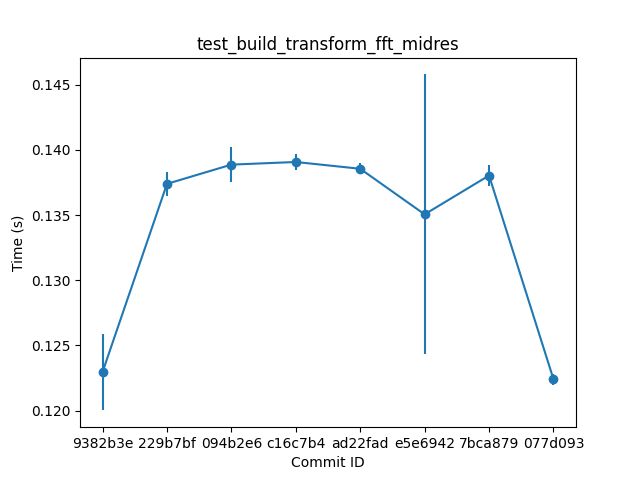 test_build_transform_fft_midres
0.145
0.140
0.135
0.130
0.125
0.120
Time (s)
9382b3e 229b7bf 094b2e6 c16c7b4 ad22fad e5e6942 7bca879 077d093
Commit ID